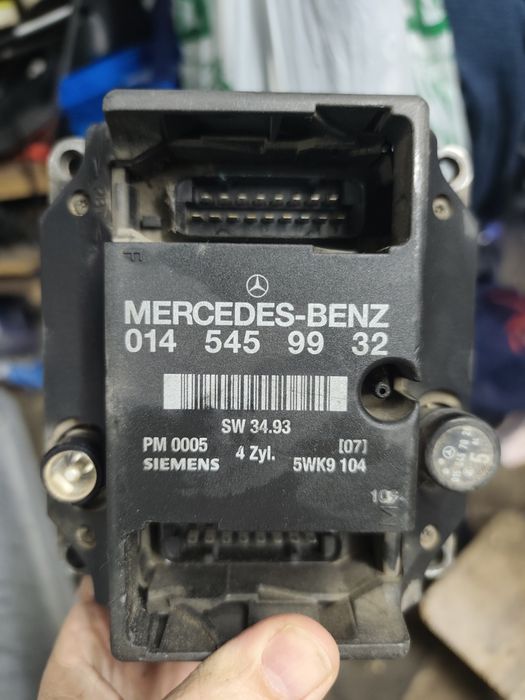 MERCEDES-BENZ
014 545 99 32
SW 34.93
PM 0005 4 Zyl. [07]
SIEMENS 5WK9 104